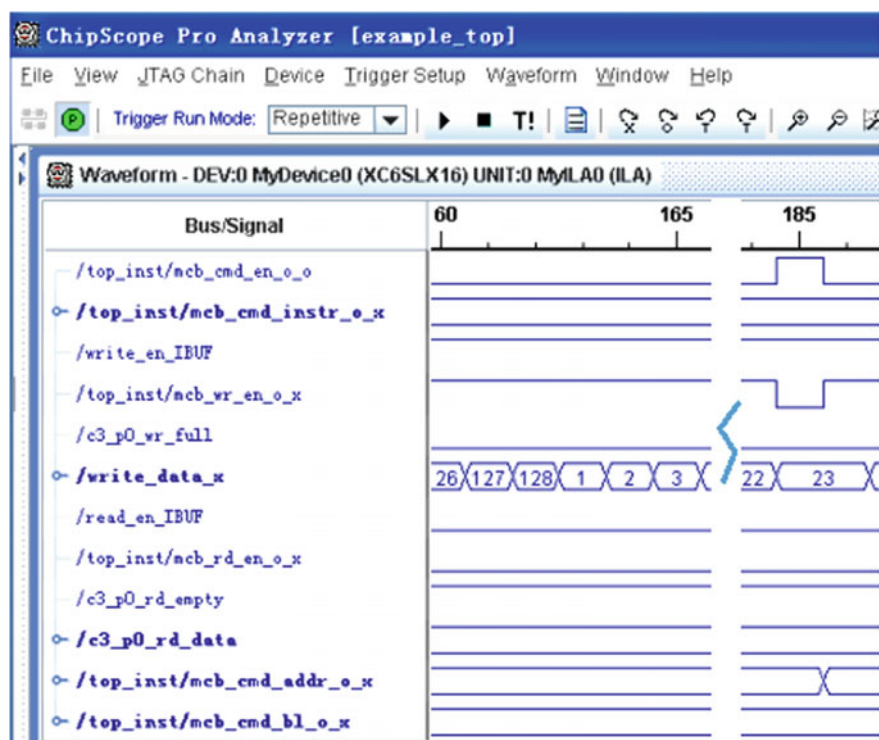 ChipScope Pro Analyzer [example_top]
File View JTAG Chain Device Trigger Setup Waveform Window Help
P Trigger Run Mode: Repetitive T!
Waveform - DEV:0 MyDevice0 (XC6SLX16) UNIT:0 MyILA0 (ILA)
Bus/Signal 60 165 185
/top_inst/mcb_cmd_en_o_o
/top_inst/mcb_cmd_instr_o_x
/write_en_IBUF
/top_inst/mcb_wr_en_o_x
/c3_p0_wr_full
/write_data_x 26 127 128 1 2 3 22 23
/read_en_IBUF
/top_inst/mcb_rd_en_o_x
/c3_p0_rd_empty
/c3_p0_rd_data
/top_inst/mcb_cmd_addr_o_x
/top_inst/mcb_cmd_bl_o_x